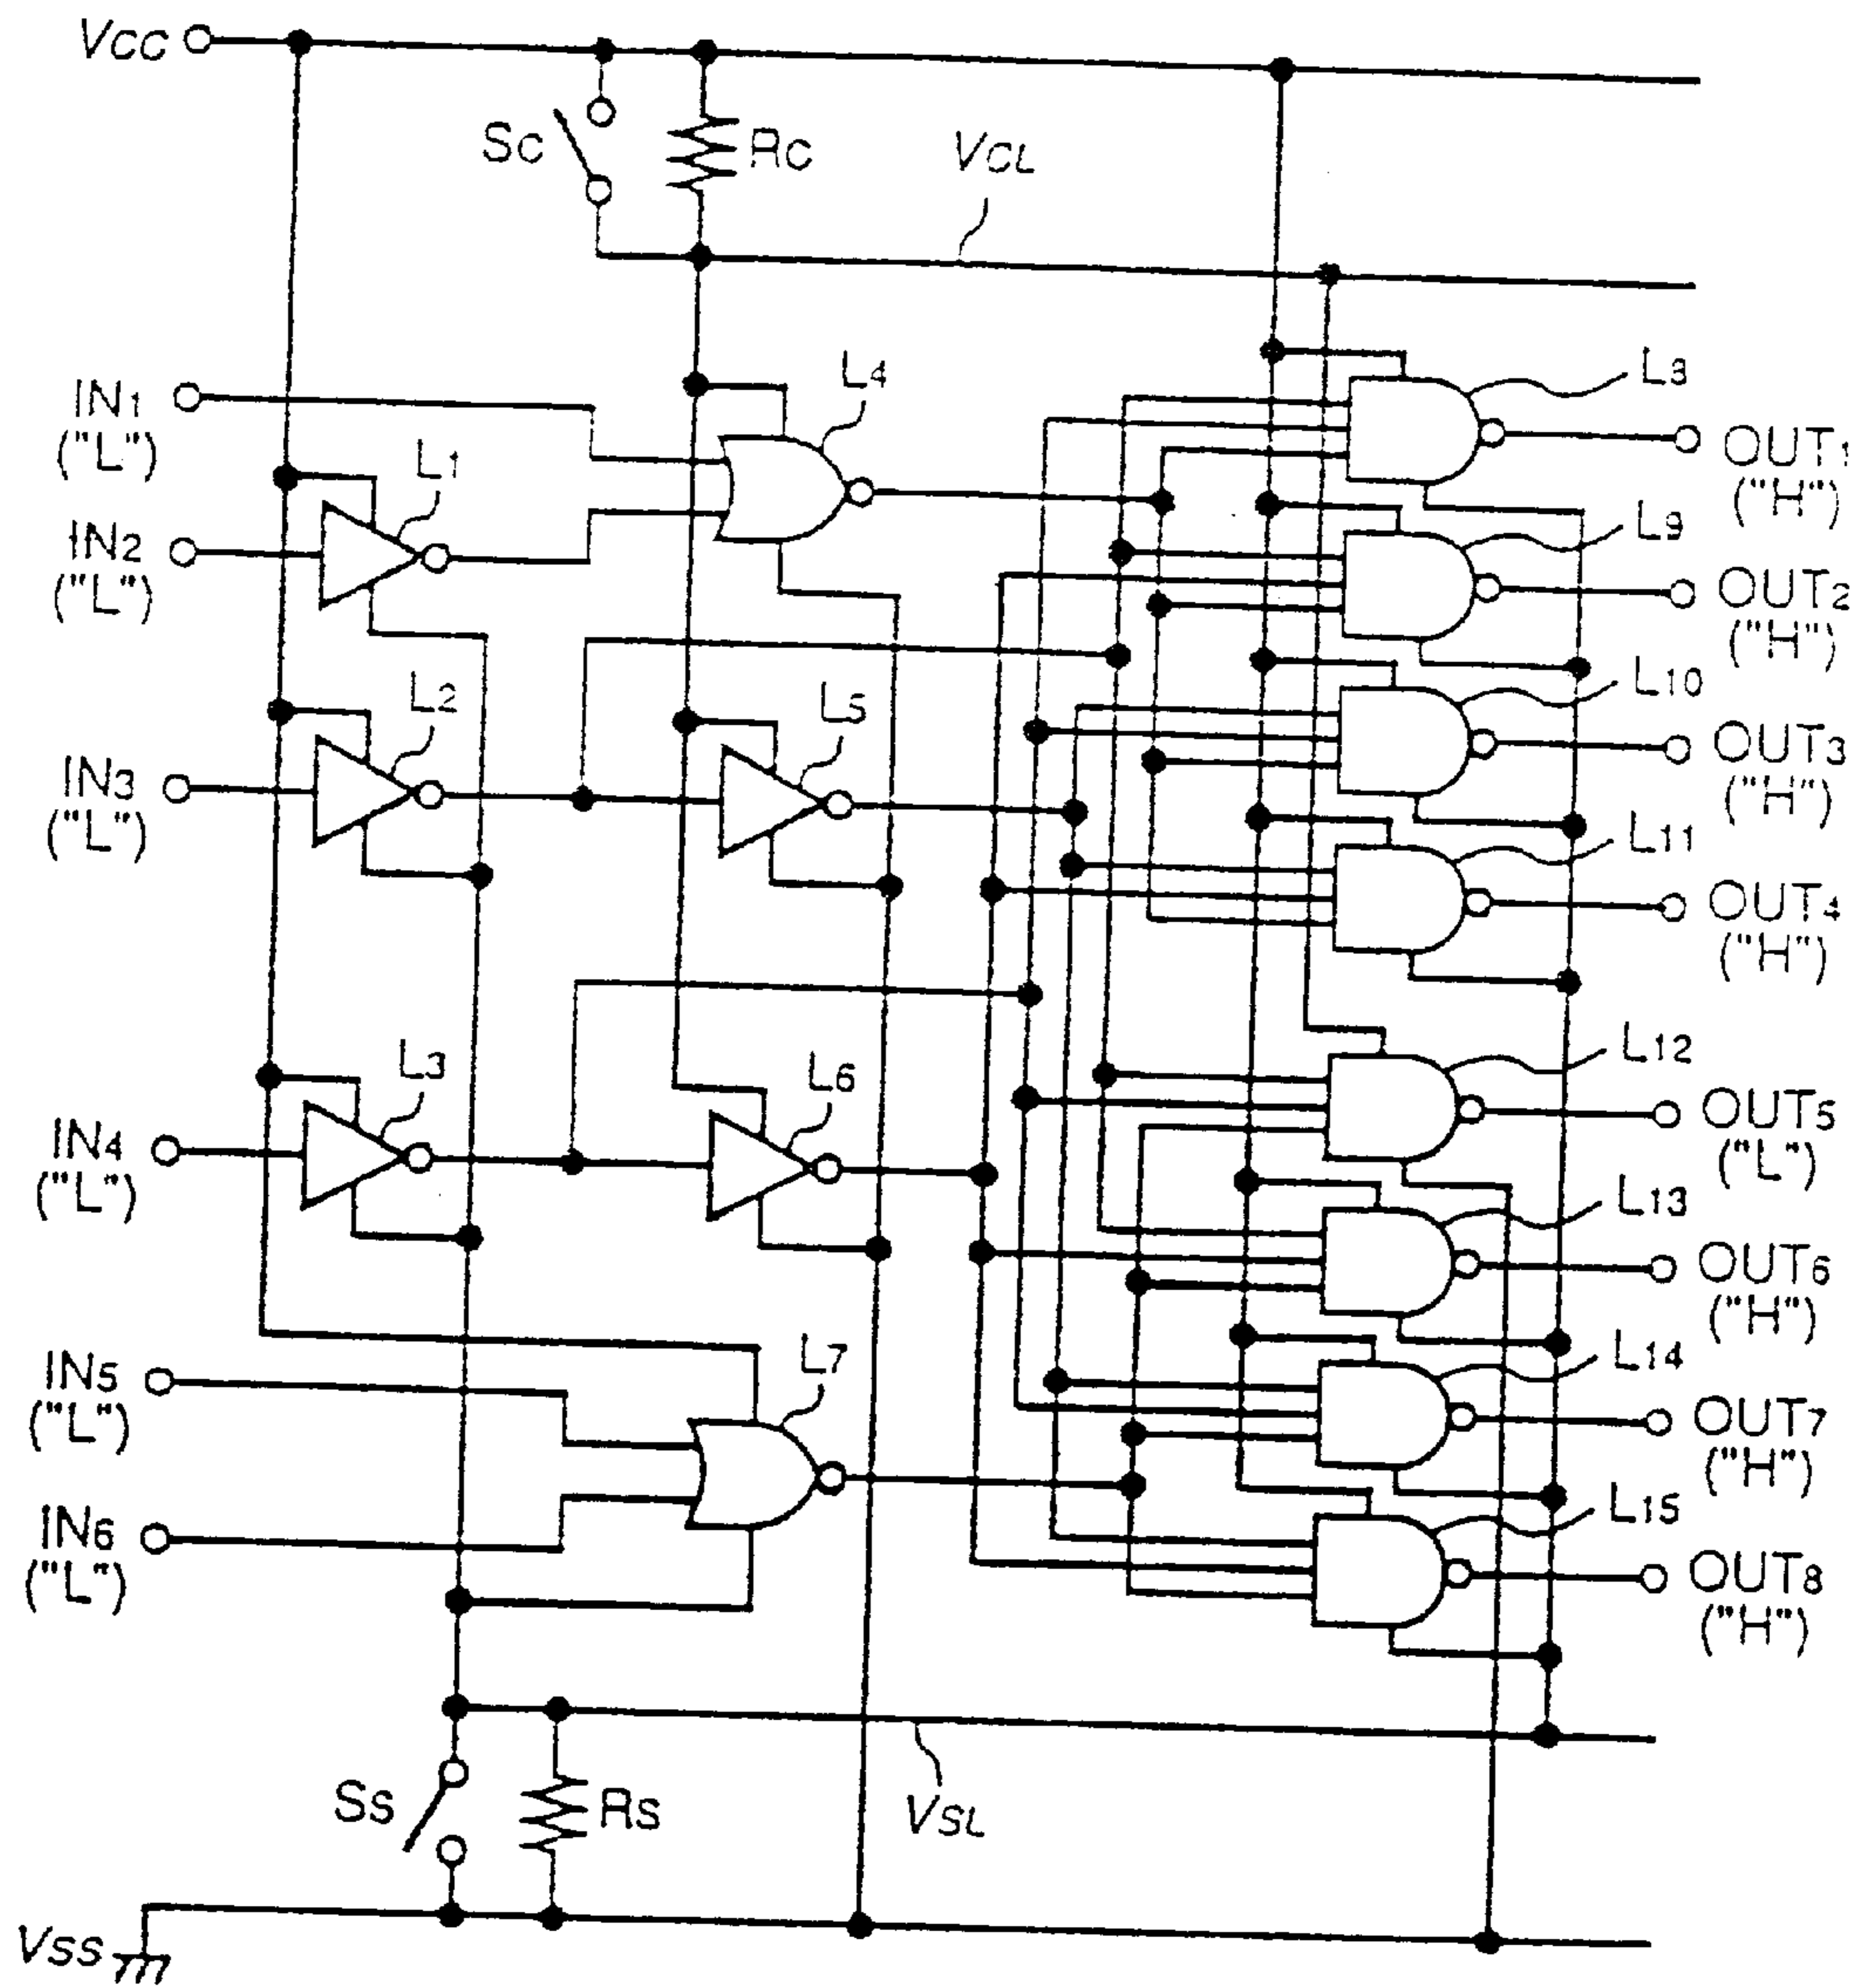 VCC
SC
RC
VCL
L4
L8
IN1
("L")
L1
OUT1
("H")
IN2
("L")
L9
OUT2
("H")
L2
L5
L10
IN3
("L")
OUT3
("H")
L11
OUT4
("H")
L3
L6
L12
IN4
("L")
OUT5
("L")
L13
OUT6
("H")
IN5
("L")
L7
L14
OUT7
("H")
IN6
("L")
L15
OUT8
("H")
SS
RS
VSL
VSS